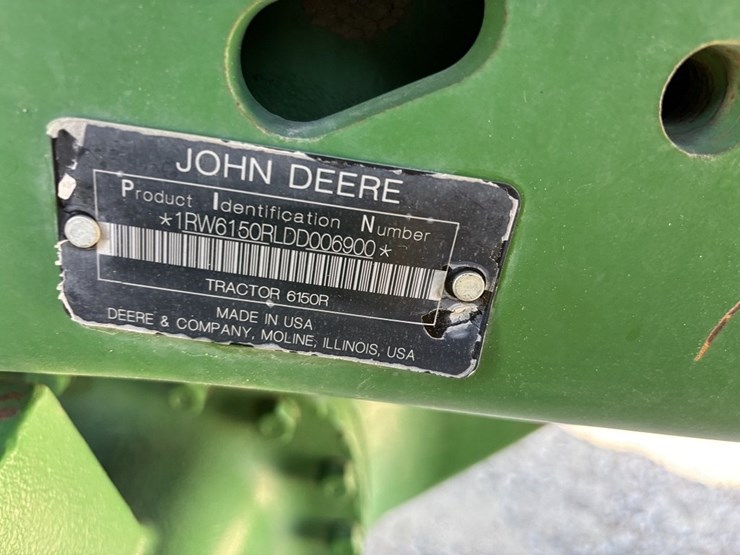 JOHN DEERE
Product Identification Number
*1RW6150RLDD006900*
TRACTOR 6150R
MADE IN USA
DEERE & COMPANY, MOLINE, ILLINOIS, USA